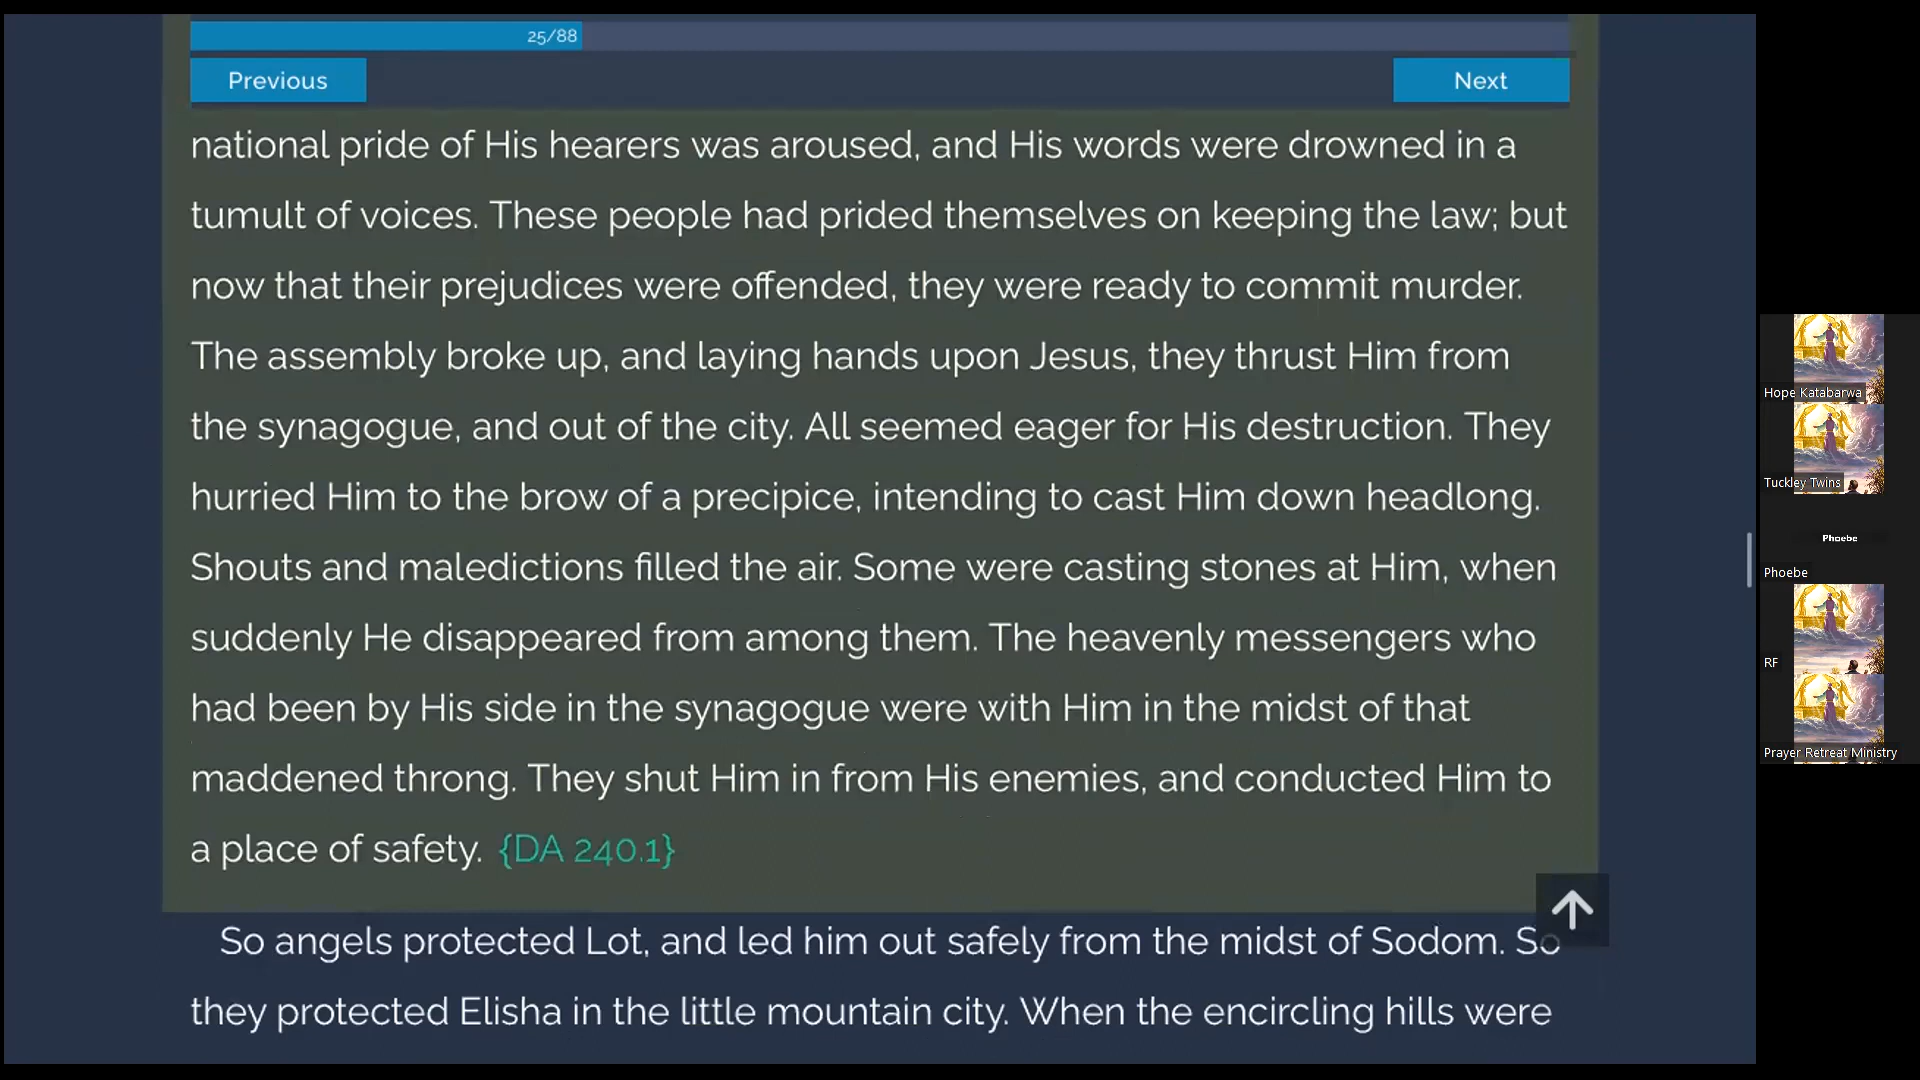 25/88
Previous
Next
national pride of His hearers was aroused, and His words were drowned in a
tumult of voices. These people had prided themselves on keeping the law; but
now that their prejudices were offended, they were ready to commit murder.
The assembly broke up, and laying hands upon Jesus, they thrust Him from
the synagogue, and out of the city. All seemed eager for His destruction. They
hurried Him to the brow of a precipice, intending to cast Him down headlong.
Shouts and maledictions filled the air. Some were casting stones at Him, when
suddenly He disappeared from among them. The heavenly messengers who
had been by His side in the synagogue were with Him in the midst of that
maddened throng. They shut Him in from His enemies, and conducted Him to
a place of safety. {DA 240.1}
So angels protected Lot, and led him out safely from the midst of Sodom. So
they protected Elisha in the little mountain city. When the encircling hills were
Hope Katabarwa
Tuckley Twins
Phoebe
Phoebe
RF
Prayer Retreat Ministry